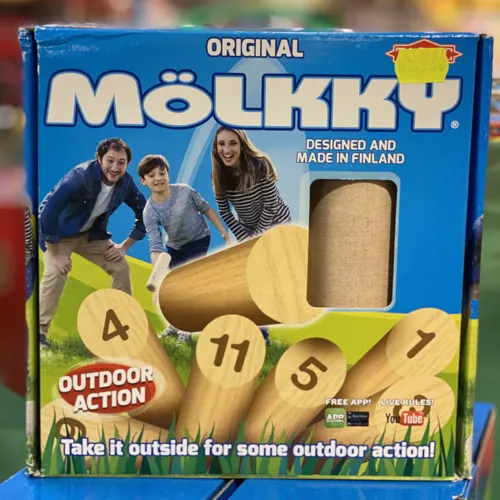 ORIGINAL
MÖLKKY®
DESIGNED AND
MADE IN FINLAND
4
11
5
1
OUTDOOR
ACTION
FREE APP! LIVE RULES!
YouTube
Take it outside for some outdoor action!